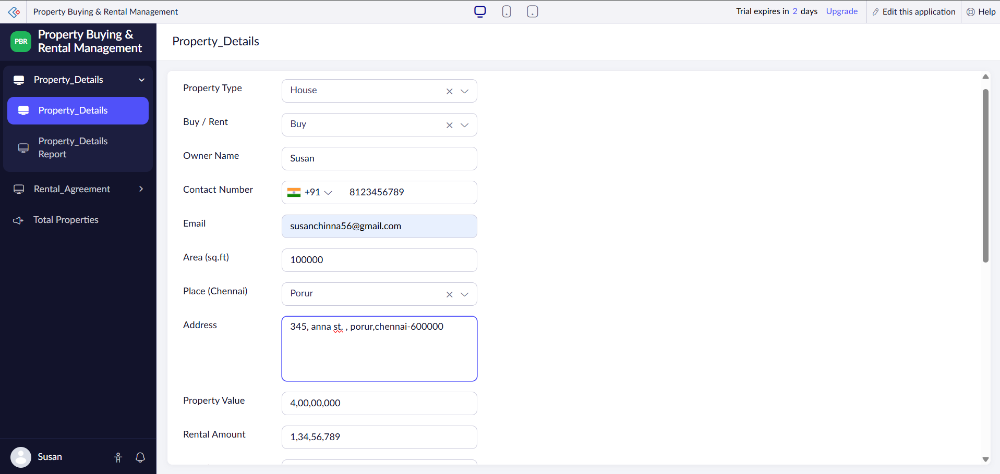 Property Buying & Rental Management
Trial expires in 2 days Upgrade
Edit this application
Help
PBR
Property Buying &
Rental Management
Property_Details
Property_Details
Property_Details
Report
Rental_Agreement
Total Properties
Susan
Property_Details
Property Type
House
Buy / Rent
Buy
Owner Name
Susan
Contact Number
+91 8123456789
Email
susanchinna56@gmail.com
Area (sq.ft)
100000
Place (Chennai)
Porur
Address
345, anna st. , porur,chennai-600000
Property Value
4,00,00,000
Rental Amount
1,34,56,789